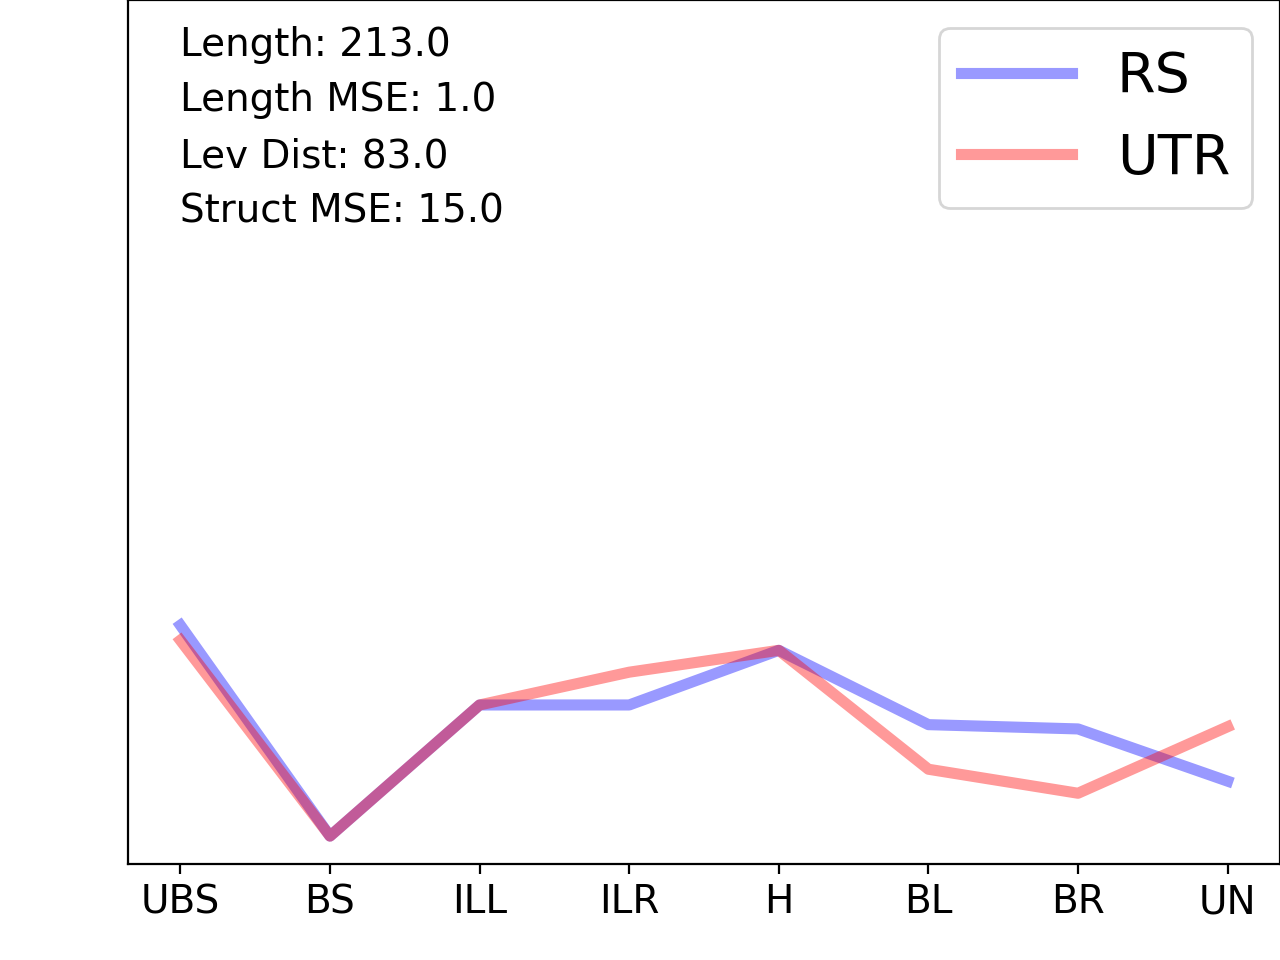 Length: 213.0
Length MSE: 1.0
Lev Dist: 83.0
Struct MSE: 15.0
RS
UTR
UBS BS ILL ILR H BL BR UN